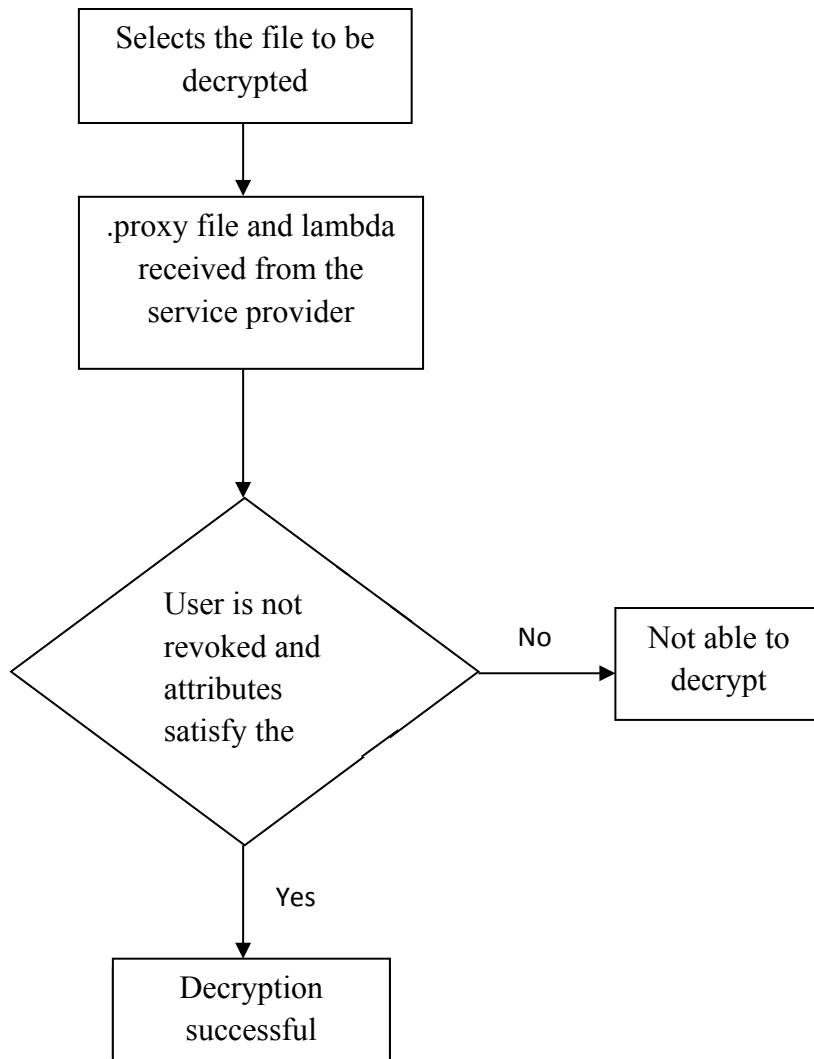 Selects the file to be
decrypted
.proxy file and lambda
received from the
service provider
User is not
revoked and
attributes
satisfy the
No
Not able to
decrypt
Yes
Decryption
successful